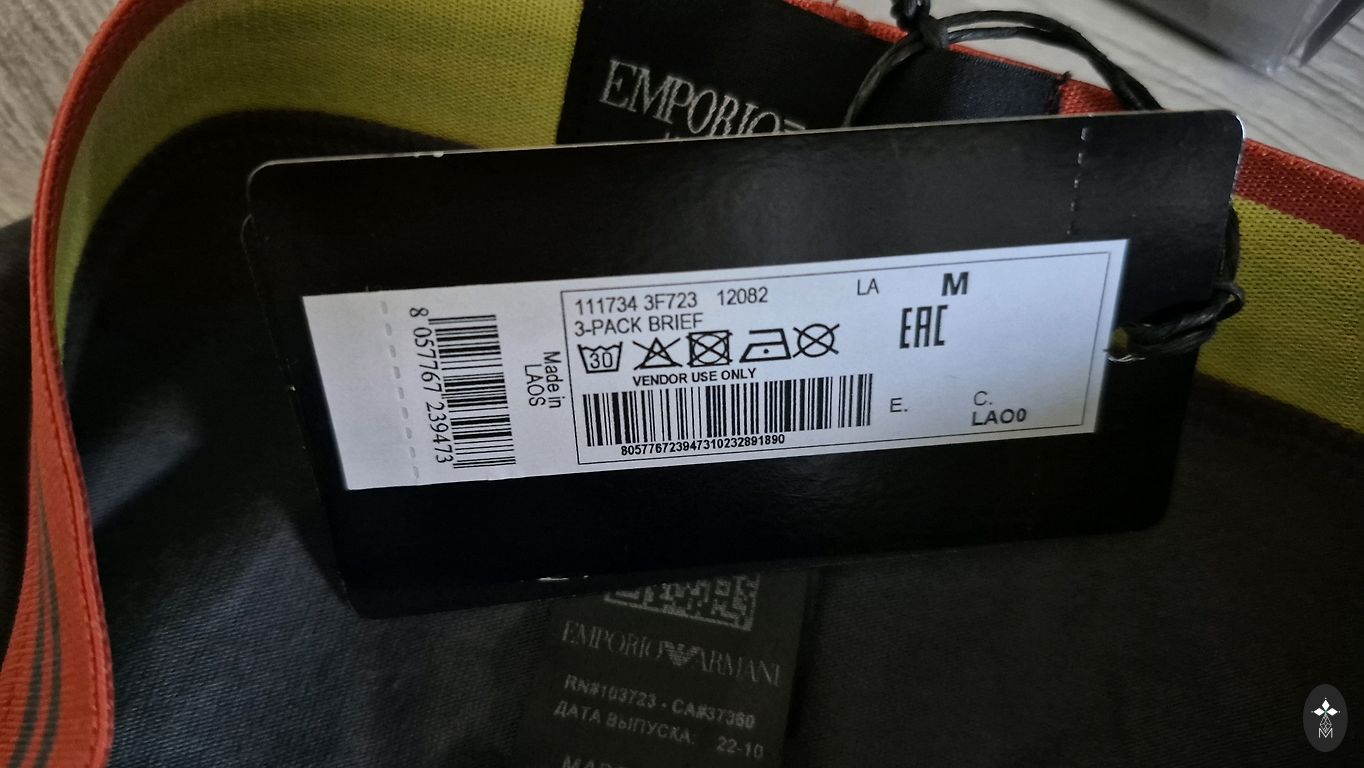 EMPORIO
111734 3F723 12082 LA M
3-PACK BRIEF
EAC
30
VENDOR USE ONLY
805776723947310232891890
E. C.
LAO0
Made in
LAOS
8 057767 239473
EMPORIO ARMANI
RN#103723 - CA#37360
ДАТА ВЫПУСКА: 22-10
M